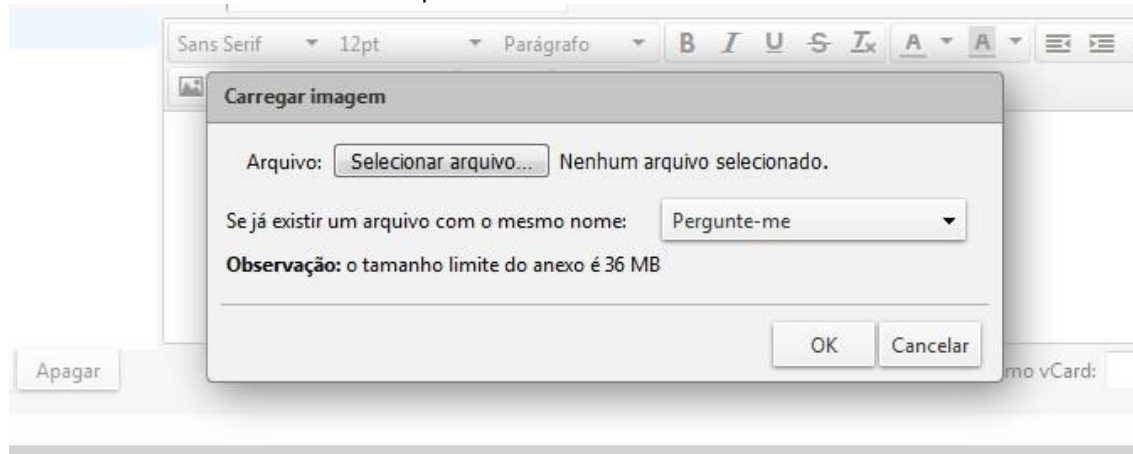 Sans Serif 12pt Parágrafo B I U S Ix A A
Carregar imagem
Arquivo: Selecionar arquivo... Nenhum arquivo selecionado.
Se já existir um arquivo com o mesmo nome: Pergunte-me
Observação: o tamanho limite do anexo é 36 MB
OK Cancelar
Apagar mo vCard: